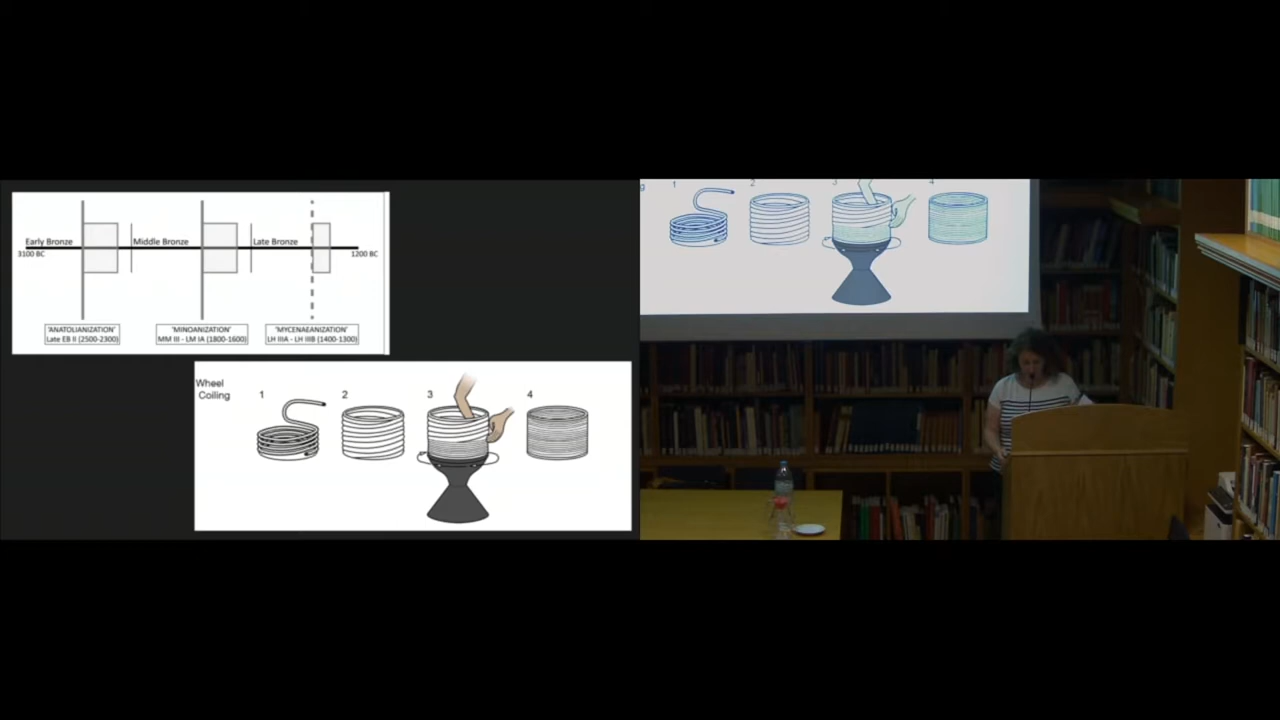 Early Bronze
Middle Bronze
Late Bronze
3100 BC
1200 BC
'ANATOLIANIZATION'
Late EB II (2500-2300)
'MINOANIZATION'
MM III - LM IA (1800-1600)
'MYCENAEANIZATION'
LH IIIA - LH IIIB (1400-1300)
Wheel
Coiling
1
2
3
4
g
1
2
3
4